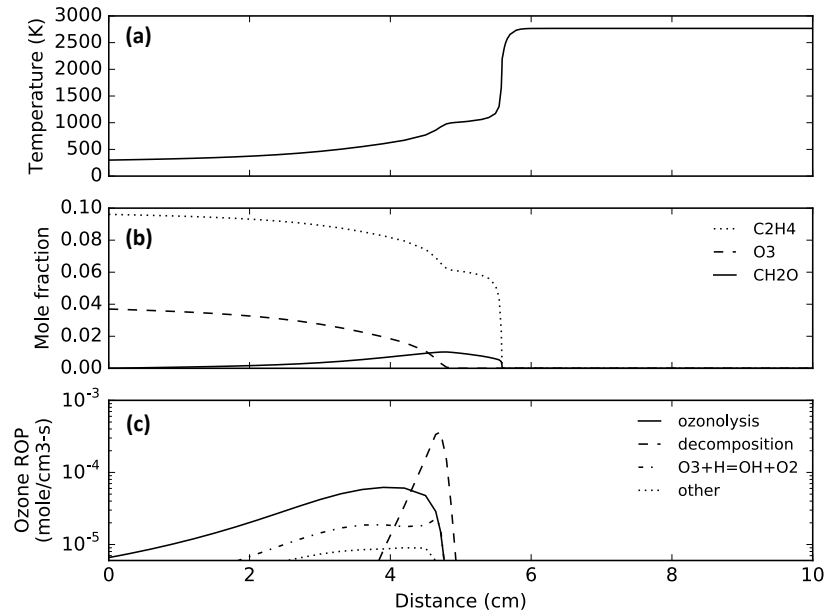 3000
2500
2000
1500
1000
500
0
Temperature (K)
(a)
0.10
0.08
0.06
0.04
0.02
0.00
Mole fraction
(b)
C2H4
O3
CH2O
10-3
10-4
10-5
Ozone ROP
(mole/cm3-s)
(c)
ozonolysis
decomposition
O3+H=OH+O2
other
0 2 4 6 8 10
Distance (cm)